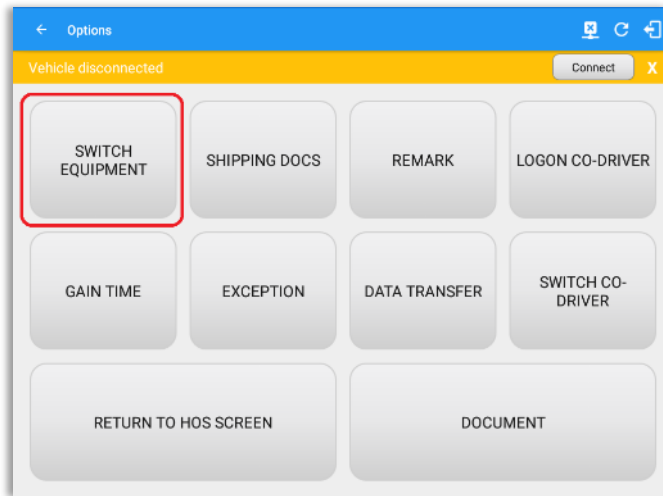 Options
Vehicle disconnected
Connect
X
SWITCH
EQUIPMENT
SHIPPING DOCS
REMARK
LOGON CO-DRIVER
GAIN TIME
EXCEPTION
DATA TRANSFER
SWITCH CO-
DRIVER
RETURN TO HOS SCREEN
DOCUMENT